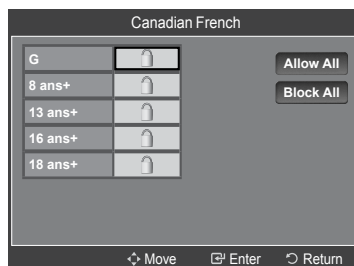 Canadian French
G
Allow All
8 ans+
Block All
13 ans+
16 ans+
18 ans+
Move Enter Return